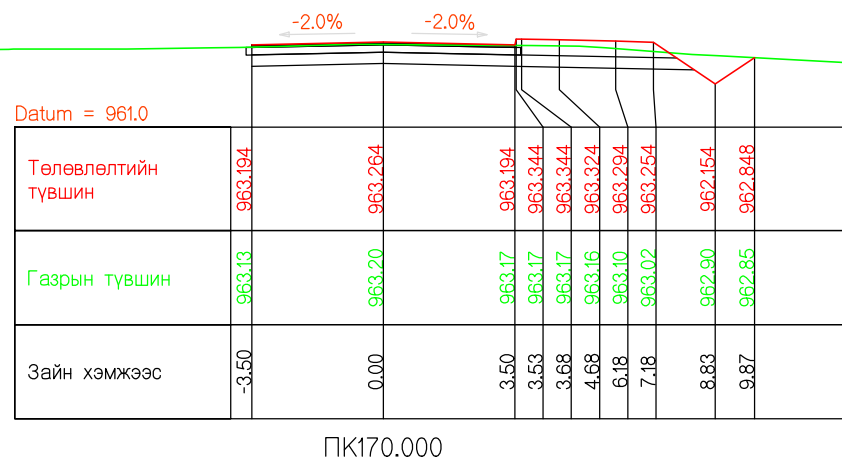 -2.0% -2.0%
Datum = 961.0
Төлөвлөлтийн
түвшин
963.194 963.264 963.194 963.344 963.344 963.324 963.294 963.254 962.154 962.848
Газрын түвшин
963.13 963.20 963.17 963.17 963.17 963.16 963.10 963.02 962.90 962.85
Зайн хэмжээс
-3.50 0.00 3.50 3.53 3.68 4.68 6.18 7.18 8.83 9.87
ПК170.000